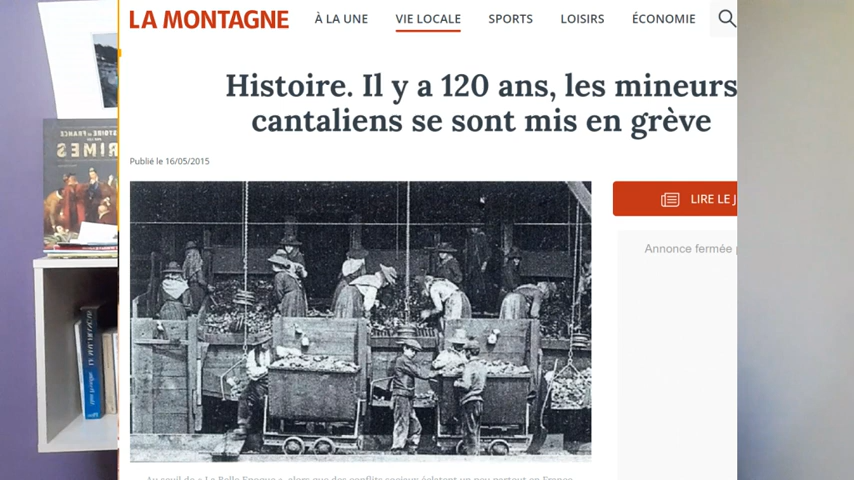 LA MONTAGNE
À LA UNE
VIE LOCALE
SPORTS
LOISIRS
ÉCONOMIE
Histoire. Il y a 120 ans, les mineurs
cantaliens se sont mis en grève
Publié le 16/05/2015
LIRE LE J
Annonce fermée